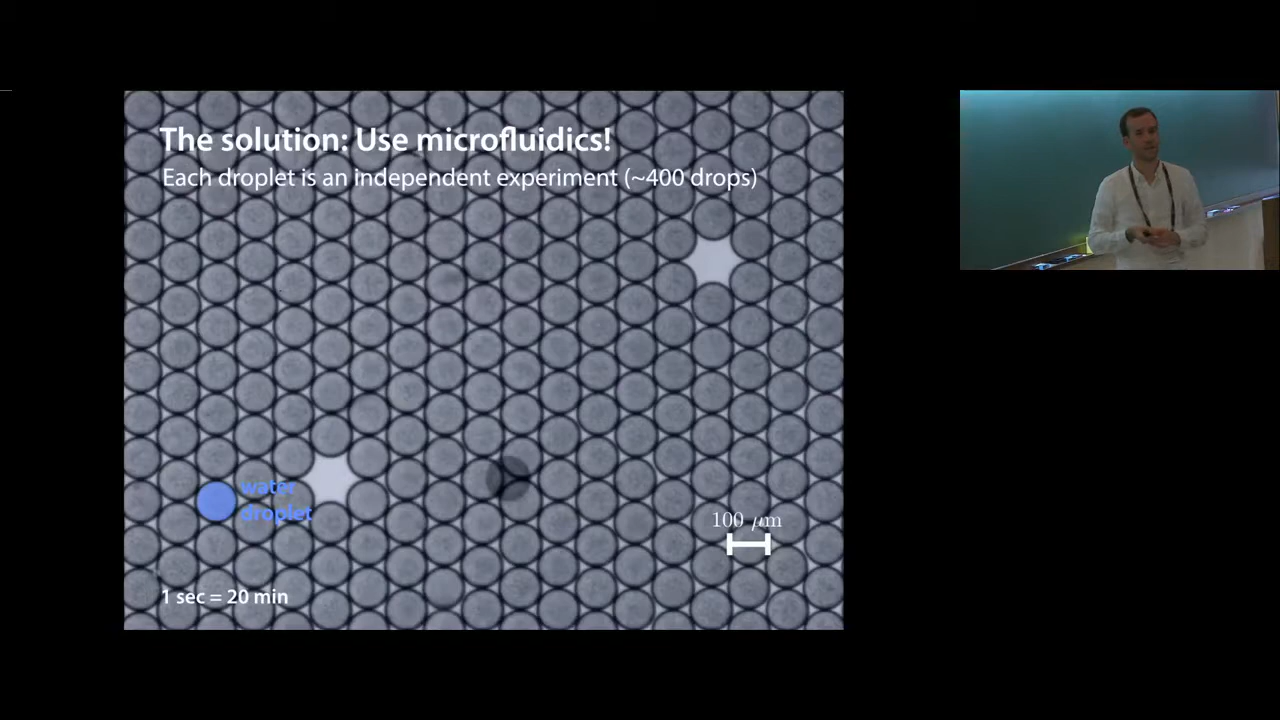 The solution: Use microfluidics!
Each droplet is an independent experiment (~400 drops)
water
droplet
100 μm
1 sec = 20 min